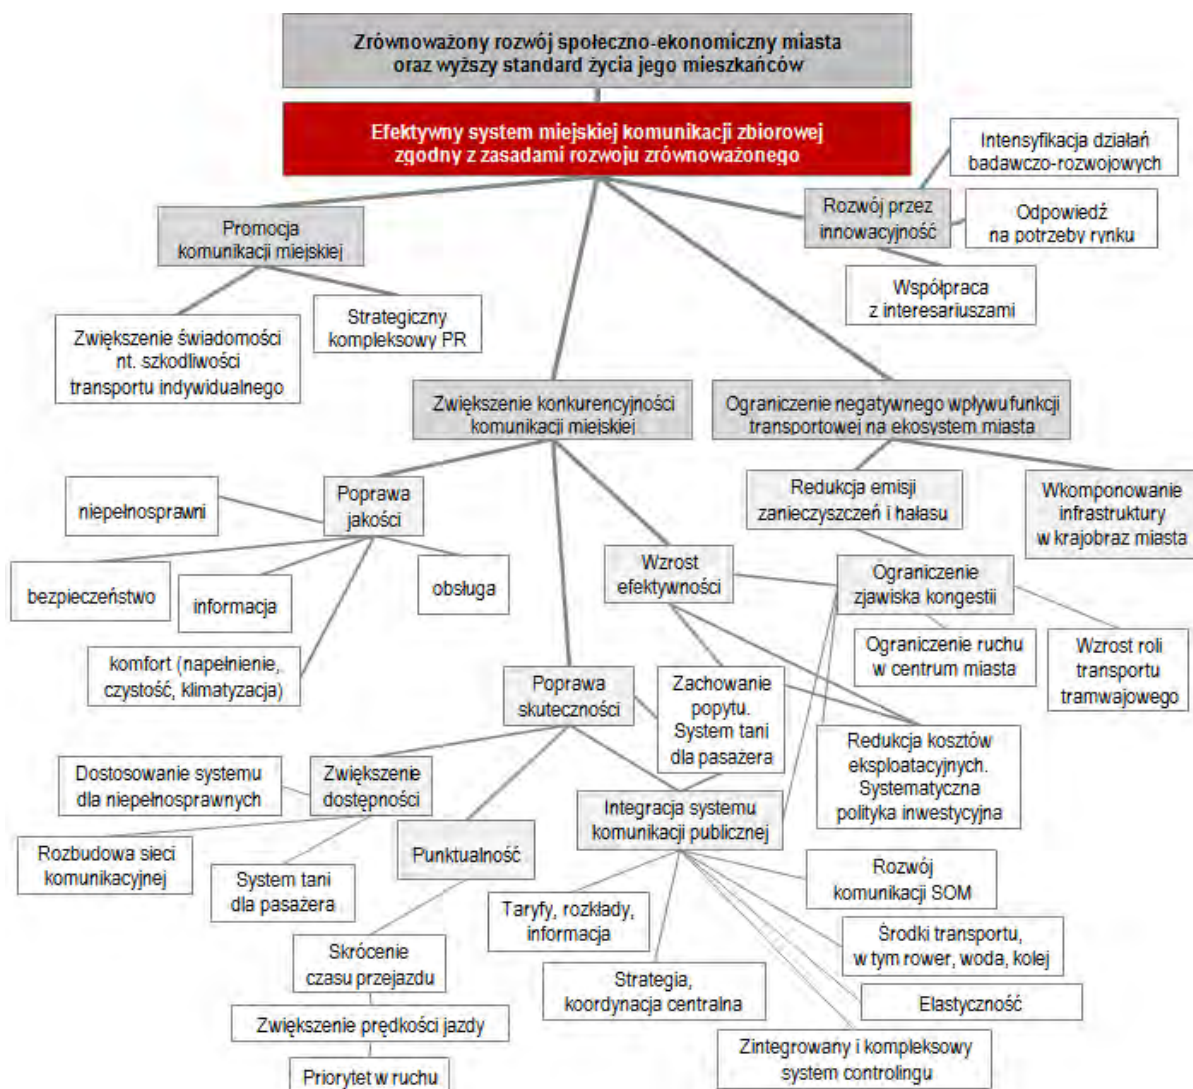 Zrównoważony rozwój społeczno-ekonomiczny miasta
oraz wyższy standard życia jego mieszkańców
Efektywny system miejskiej komunikacji zbiorowej
zgodny z zasadami rozwoju zrównoważonego
Intensyfikacja działań
badawczo-rozwojowych
Rozwój przez
innowacyjność
Odpowiedź
na potrzeby rynku
Promocja
komunikacji miejskiej
Współpraca
z interesariuszami
Zwiększenie świadomości
nt. szkodliwości
transportu indywidualnego
Strategiczny
kompleksowy PR
Zwiększenie konkurencyjności
komunikacji miejskiej
Ograniczenie negatywnego wpływu funkcji
transportowej na ekosystem miasta
niepełnosprawni
Poprawa
jakości
Redukcja emisji
zanieczyszczeń i hałasu
Wkomponowanie
infrastruktury
w krajobraz miasta
bezpieczeństwo
informacja
obsługa
Wzrost
efektywności
Ograniczenie
zjawiska kongestii
komfort (napełnienie,
czystość, klimatyzacja)
Ograniczenie ruchu
w centrum miasta
Wzrost roli
transportu
tramwajowego
Poprawa
skuteczności
Zachowanie
popytu.
System tani
dla pasażera
Redukcja kosztów
eksploatacyjnych.
Systematyczna
polityka inwestycyjna
Dostosowanie systemu
dla niepełnosprawnych
Zwiększenie
dostępności
Integracja systemu
komunikacji publicznej
Punktualność
Rozbudowa sieci
komunikacyjnej
System tani
dla pasażera
Rozwój
komunikacji SOM
Taryfy, rozkłady,
informacja
Środki transportu,
w tym rower, woda, kolej
Skrócenie
czasu przejazdu
Strategia,
koordynacja centralna
Elastyczność
Zwiększenie prędkości jazdy
Zintegrowany i kompleksowy
system controlingu
Priorytet w ruchu